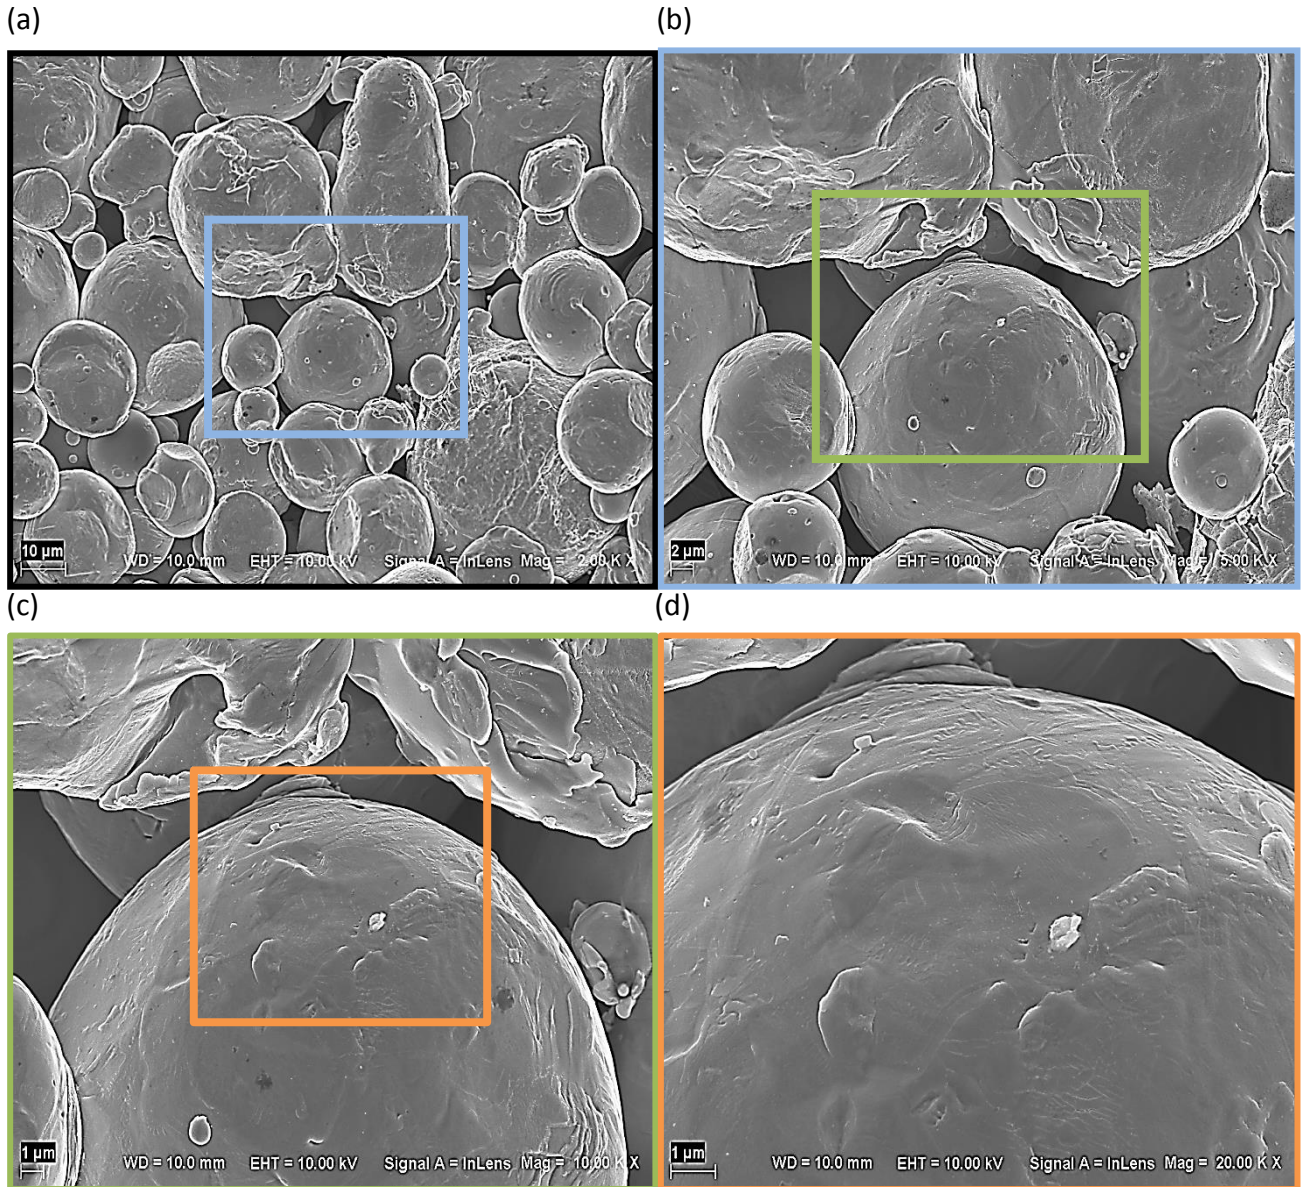 (a)
(b)
10 µm
WD = 10.0 mm EHT = 10.00 kV Signal A = InLens Mag = 2.00 K X
2 µm
WD = 10.0 mm EHT = 10.00 kV Signal A = InLens Mag = 5.00 K X
(c)
(d)
1 µm
WD = 10.0 mm EHT = 10.00 kV Signal A = InLens Mag = 10.00 K X
1 µm
WD = 10.0 mm EHT = 10.00 kV Signal A = InLens Mag = 20.00 K X